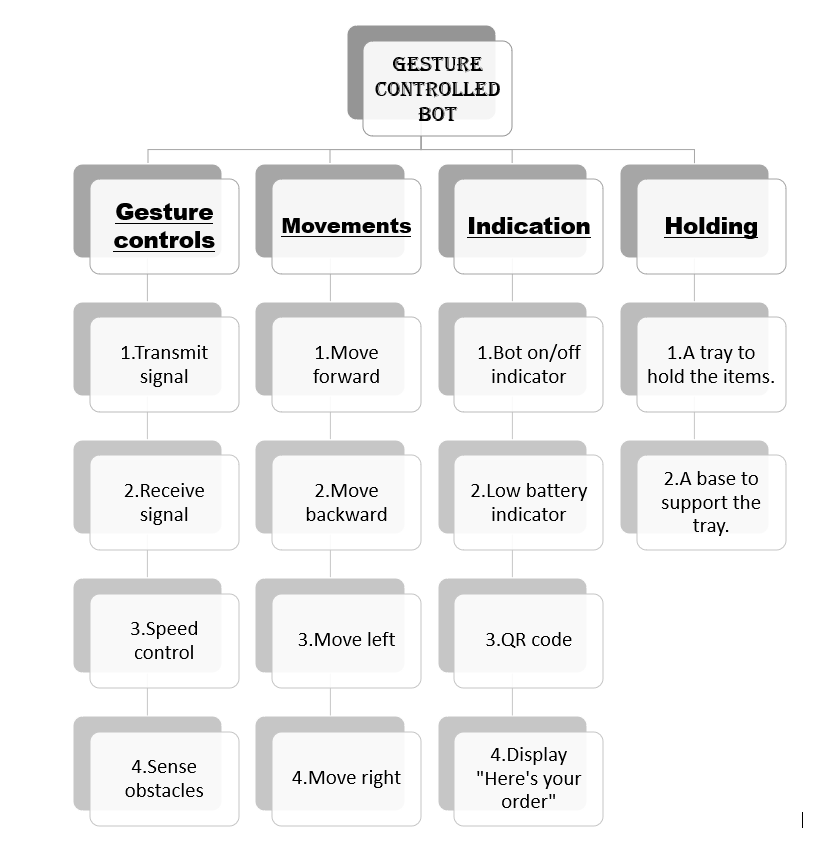 GESTURE
CONTROLLED
BOT
Gesture
controls
1.Transmit
signal
2.Receive
signal
3.Speed
control
4.Sense
obstacles
Movements
1.Move
forward
2.Move
backward
3.Move left
4.Move right
Indication
1.Bot on/off
indicator
2.Low battery
indicator
3.QR code
4.Display
"Here's your
order"
Holding
1.A tray to
hold the items.
2.A base to
support the
tray.